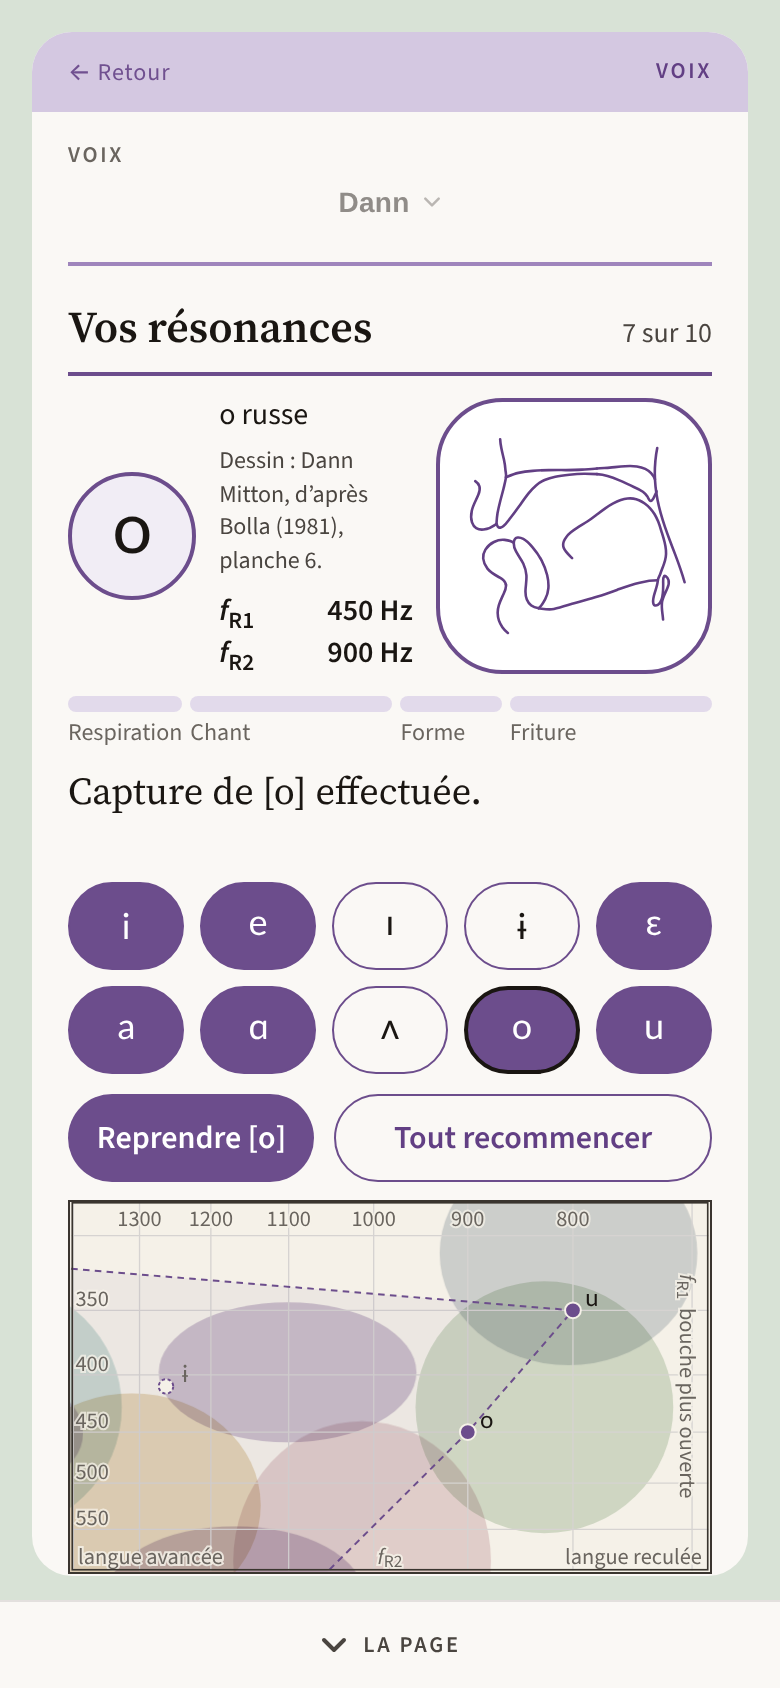 ← Retour
VOIX
VOIX
Dann
Vos résonances
7 sur 10
o
o russe
Dessin : Dann
Mitton, d’après
Bolla (1981),
planche 6.
fR1 450 Hz
fR2 900 Hz
Respiration Chant Forme Friture
Capture de [o] effectuée.
i e ɪ ɨ ɛ
a ɑ ʌ o u
Reprendre [o] Tout recommencer
1300 1200 1100 1000 900 800
350
400
450
500
550
u
ɨ
o
fR1 bouche plus ouverte
langue avancée fR2 langue reculée
LA PAGE